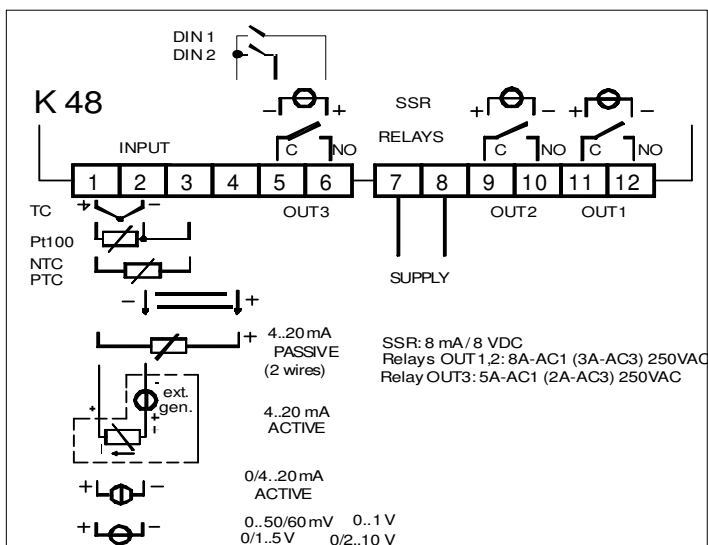 DIN 1
DIN 2
K 48
− +
SSR
+ − + −
INPUT
RELAYS
C NO
C NO C NO
1 2 3 4 5 6 7 8 9 10 11 12
TC
+ −
OUT3
OUT2
OUT1
Pt100
NTC
PTC
SUPPLY
− +
+
4..20 mA
PASSIVE
(2 wires)
SSR: 8 mA/ 8 VDC
Relays OUT1,2: 8A-AC1 (3A-AC3) 250VAC
Relay OUT3: 5A-AC1 (2A-AC3) 250VAC
-
ext.
gen.
+ +
I
4..20 mA
ACTIVE
+ −
0/4..20 mA
ACTIVE
+ −
0..50/60 mV 0..1 V
0/1..5 V 0/2..10 V